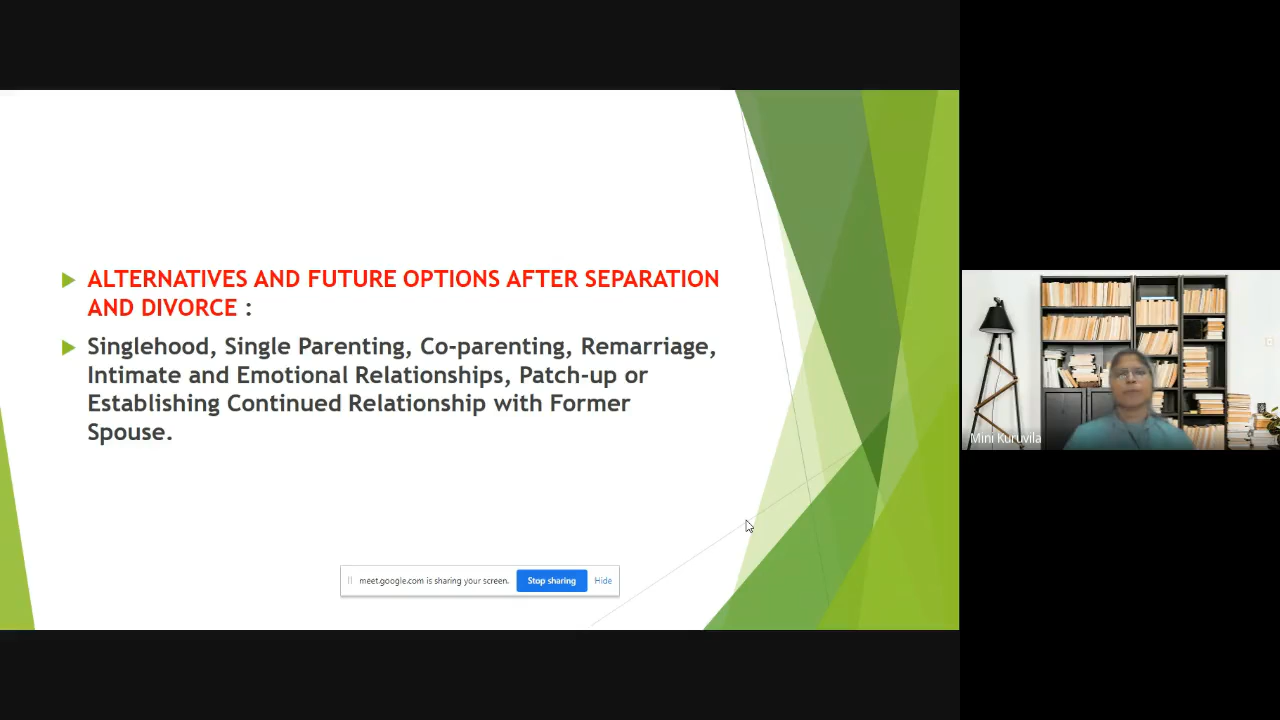 ALTERNATIVES AND FUTURE OPTIONS AFTER SEPARATION
AND DIVORCE :
Singlehood, Single Parenting, Co-parenting, Remarriage,
Intimate and Emotional Relationships, Patch-up or
Establishing Continued Relationship with Former
Spouse.
meet.google.com is sharing your screen. Stop sharing Hide
Mini Kuruvila